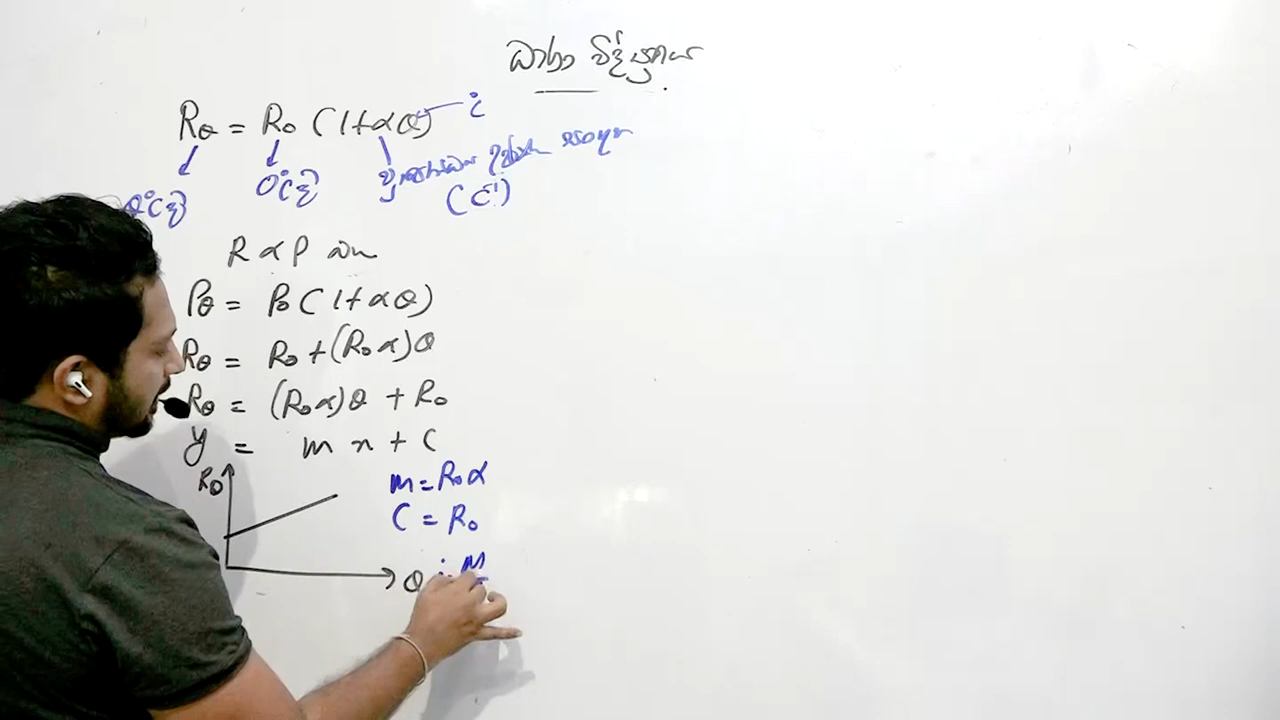 ධාරා විද්‍යුතය
Rθ = R₀ (1+αθ) °C
θ°C දී 0°C දී (°C⁻¹)
R ∝ ρ බව
ρθ = ρ₀ (1+αθ)
Rθ = R₀ + (R₀α)θ
Rθ = (R₀α)θ + R₀
y = m x + C
Rθ
m = R₀α
C = R₀
θ
∴ m